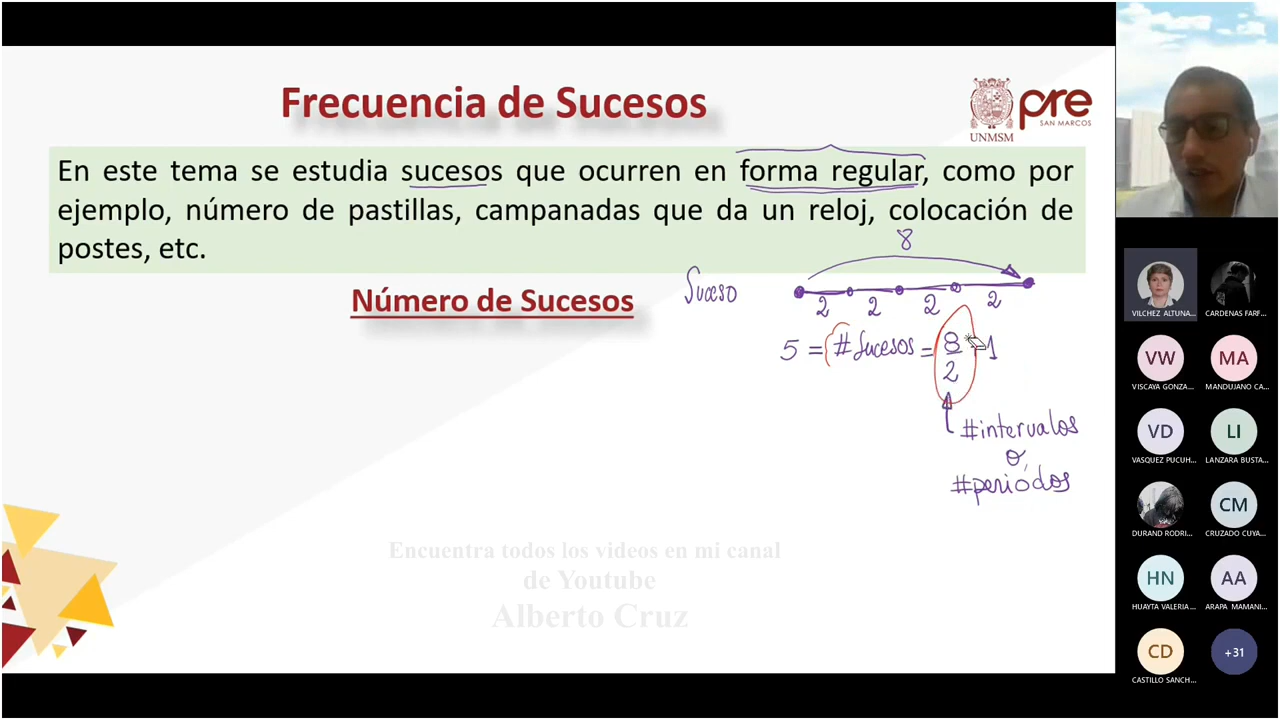 Frecuencia de Sucesos
UNMSM
pre
SAN MARCOS
En este tema se estudia sucesos que ocurren en forma regular, como por
ejemplo, número de pastillas, campanadas que da un reloj, colocación de
postes, etc.
8
Suceso
2 2 2 2
Número de Sucesos
5 = #Sucesos = 8/2 + 1
#intervalos
o
#periódos
Encuentra todos los videos en mi canal
de Youtube
Alberto Cruz
VILCHEZ ALTUNA...
CARDENAS FARF...
VW
MA
VISCAYA GONZA...
MANDUJANO CA...
VD
LI
VASQUEZ PUCUH...
LANZARA BUSTA...
CM
DURAND RODRI...
CRUZADO CUYA...
HN
AA
HUAYTA VALERIA ...
ARAPA MAMANI...
CD
+31
CASTILLO SANCH...